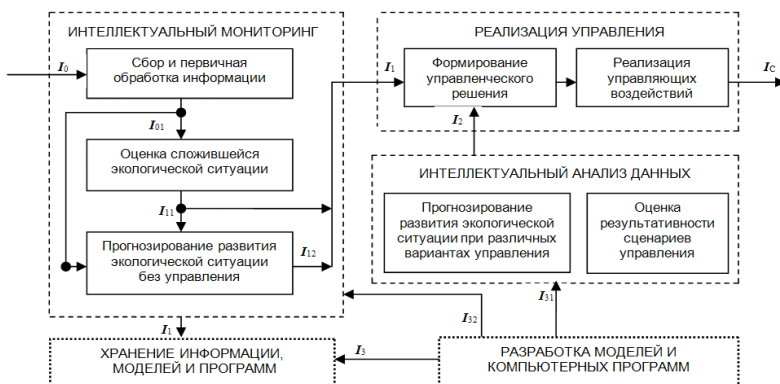 ИНТЕЛЛЕКТУАЛЬНЫЙ МОНИТОРИНГ
I0
Сбор и первичная
обработка информации
I01
Оценка сложившейся
экологической ситуации
I11
Прогнозирование развития
экологической ситуации
без управления
I12
I1
ХРАНЕНИЕ ИНФОРМАЦИИ,
МОДЕЛЕЙ И ПРОГРАММ
РЕАЛИЗАЦИЯ УПРАВЛЕНИЯ
I1
Формирование
управленческого
решения
Реализация
управляющих
воздействий
IC
I2
ИНТЕЛЛЕКТУАЛЬНЫЙ АНАЛИЗ ДАННЫХ
Прогнозирование
развития экологической
ситуации при различных
вариантах управления
Оценка
результативности
сценариев
управления
I31
I32
I3
РАЗРАБОТКА МОДЕЛЕЙ И
КОМПЬЮТЕРНЫХ ПРОГРАММ